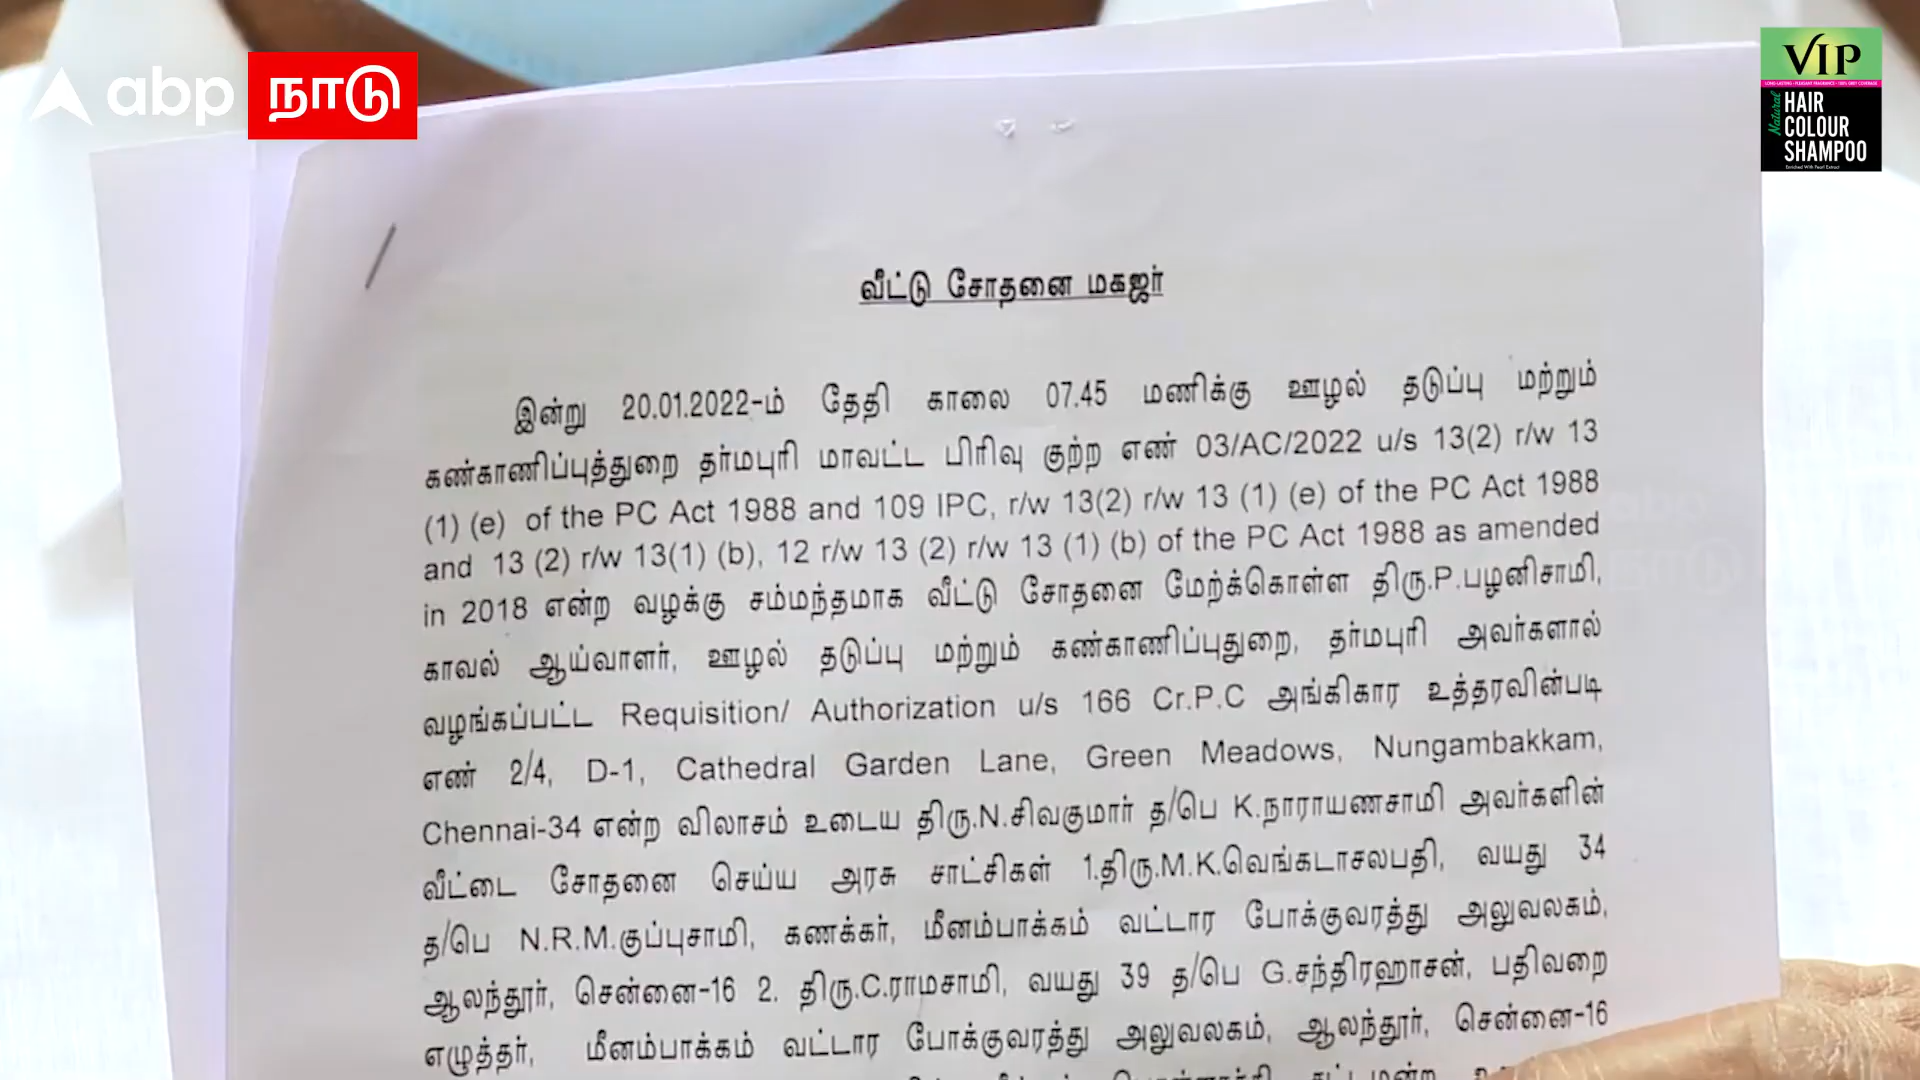 abp நாடு
VIP
Natural
HAIR
COLOUR
SHAMPOO
வீட்டு சோதனை மகஜர்
இன்று 20.01.2022-ம் தேதி காலை 07.45 மணிக்கு ஊழல் தடுப்பு மற்றும்
கண்காணிப்புத்துறை தர்மபுரி மாவட்ட பிரிவு குற்ற எண் 03/AC/2022 u/s 13(2) r/w 13
(1) (e) of the PC Act 1988 and 109 IPC, r/w 13(2) r/w 13 (1) (e) of the PC Act 1988
and 13 (2) r/w 13(1) (b), 12 r/w 13 (2) r/w 13 (1) (b) of the PC Act 1988 as amended
in 2018 என்ற வழக்கு சம்மந்தமாக வீட்டு சோதனை மேற்க்கொள்ள திரு.P.பழனிசாமி,
காவல் ஆய்வாளர், ஊழல் தடுப்பு மற்றும் கண்காணிப்புதுறை, தர்மபுரி அவர்களால்
வழங்கப்பட்ட Requisition/ Authorization u/s 166 Cr.P.C அங்கிகார உத்தரவின்படி
எண் 2/4, D-1, Cathedral Garden Lane, Green Meadows, Nungambakkam,
Chennai-34 என்ற விலாசம் உடைய திரு.N.சிவகுமார் த/பெ K.நாராயணசாமி அவர்களின்
வீட்டை சோதனை செய்ய அரசு சாட்சிகள் 1.திரு.M.K.வெங்கடாசலபதி, வயது 34
த/பெ N.R.M.குப்புசாமி, கணக்கர், மீனம்பாக்கம் வட்டார போக்குவரத்து அலுவலகம்,
ஆலந்தூர், சென்னை-16 2. திரு.C.ராமசாமி, வயது 39 த/பெ G.சந்திரஹாசன், பதிவறை
எழுத்தர், மீனம்பாக்கம் வட்டார போக்குவரத்து அலுவலகம், ஆலந்தூர், சென்னை-16